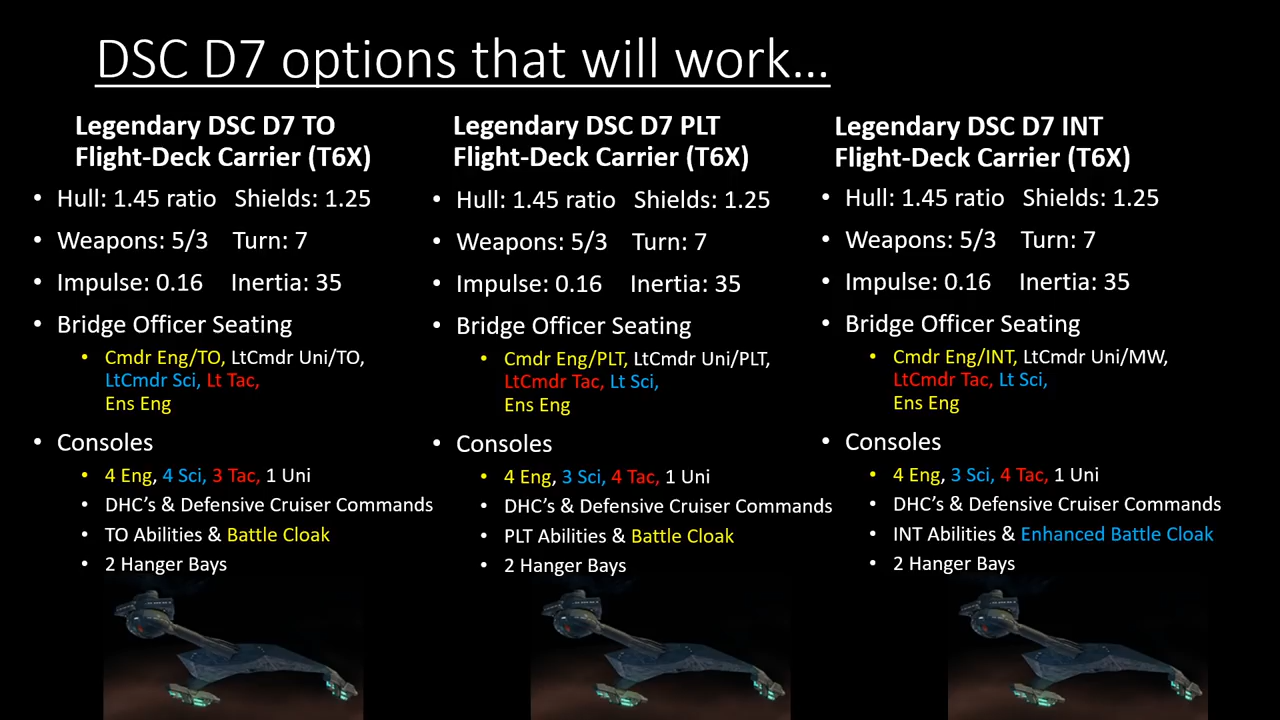 DSC D7 options that will work...
Legendary DSC D7 TO
Flight-Deck Carrier (T6X)
• Hull: 1.45 ratio Shields: 1.25
• Weapons: 5/3 Turn: 7
• Impulse: 0.16 Inertia: 35
• Bridge Officer Seating
• Cmdr Eng/TO, LtCmdr Uni/TO,
LtCmdr Sci, Lt Tac,
Ens Eng
• Consoles
• 4 Eng, 4 Sci, 3 Tac, 1 Uni
• DHC's & Defensive Cruiser Commands
• TO Abilities & Battle Cloak
• 2 Hanger Bays
Legendary DSC D7 PLT
Flight-Deck Carrier (T6X)
• Hull: 1.45 ratio Shields: 1.25
• Weapons: 5/3 Turn: 7
• Impulse: 0.16 Inertia: 35
• Bridge Officer Seating
• Cmdr Eng/PLT, LtCmdr Uni/PLT,
LtCmdr Tac, Lt Sci,
Ens Eng
• Consoles
• 4 Eng, 3 Sci, 4 Tac, 1 Uni
• DHC's & Defensive Cruiser Commands
• PLT Abilities & Battle Cloak
• 2 Hanger Bays
Legendary DSC D7 INT
Flight-Deck Carrier (T6X)
• Hull: 1.45 ratio Shields: 1.25
• Weapons: 5/3 Turn: 7
• Impulse: 0.16 Inertia: 35
• Bridge Officer Seating
• Cmdr Eng/INT, LtCmdr Uni/MW,
LtCmdr Tac, Lt Sci,
Ens Eng
• Consoles
• 4 Eng, 3 Sci, 4 Tac, 1 Uni
• DHC's & Defensive Cruiser Commands
• INT Abilities & Enhanced Battle Cloak
• 2 Hanger Bays